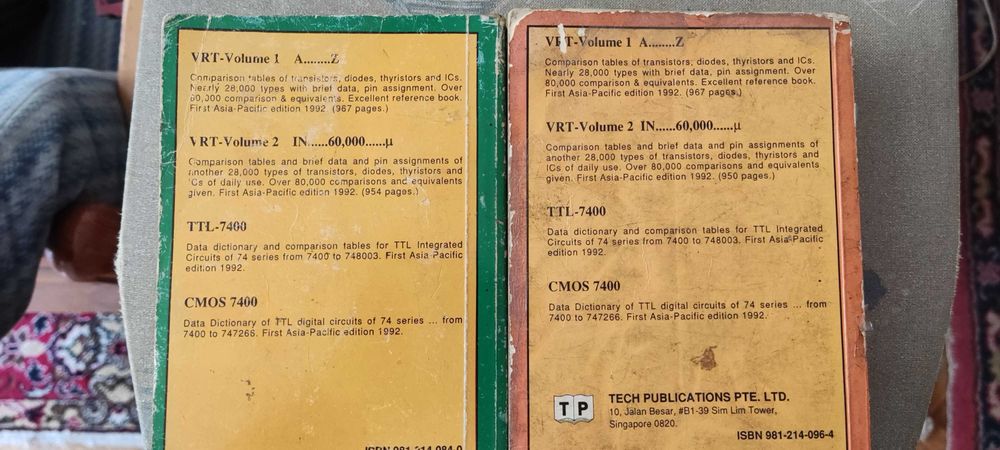 VRT-Volume 1 A........Z
Comparison tables of transistors, diodes, thyristors and ICs.
Nearly 28,000 types with brief data, pin assignment. Over
80,000 comparison & equivalents. Excellent reference book.
First Asia-Pacific edition 1992. (967 pages.)
VRT-Volume 2 IN......60,000......µ
Comparison tables and brief data and pin assignments of
another 28,000 types of transistors, diodes, thyristors and
ICs of daily use. Over 80,000 comparisons and equivalents
given. First Asia-Pacific edition 1992. (954 pages.)
TTL-7400
Data dictionary and comparison tables for TTL Integrated
Circuits of 74 series from 7400 to 748003. First Asia-Pacific
edition 1992.
CMOS 7400
Data Dictionary of TTL digital circuits of 74 series ... from
7400 to 747266. First Asia-Pacific edition 1992.
ISBN 981-214-084-0
VRT-Volume 1 A........Z
Comparison tables of transistors, diodes, thyristors and ICs.
Nearly 28,000 types with brief data, pin assignment. Over
80,000 comparison & equivalents. Excellent reference book.
First Asia-Pacific edition 1992. (967 pages.)
VRT-Volume 2 IN......60,000......µ
Comparison tables and brief data and pin assignments of
another 28,000 types of transistors, diodes, thyristors and
ICs of daily use. Over 80,000 comparisons and equivalents
given. First Asia-Pacific edition 1992. (950 pages.)
TTL-7400
Data dictionary and comparison tables for TTL Integrated
Circuits of 74 series from 7400 to 748003. First Asia-Pacific
edition 1992.
CMOS 7400
Data Dictionary of TTL digital circuits of 74 series ... from
7400 to 747266. First Asia-Pacific edition 1992.
TP
TECH PUBLICATIONS PTE. LTD.
10, Jalan Besar, #B1-39 Sim Lim Tower,
Singapore 0820.
ISBN 981-214-096-4